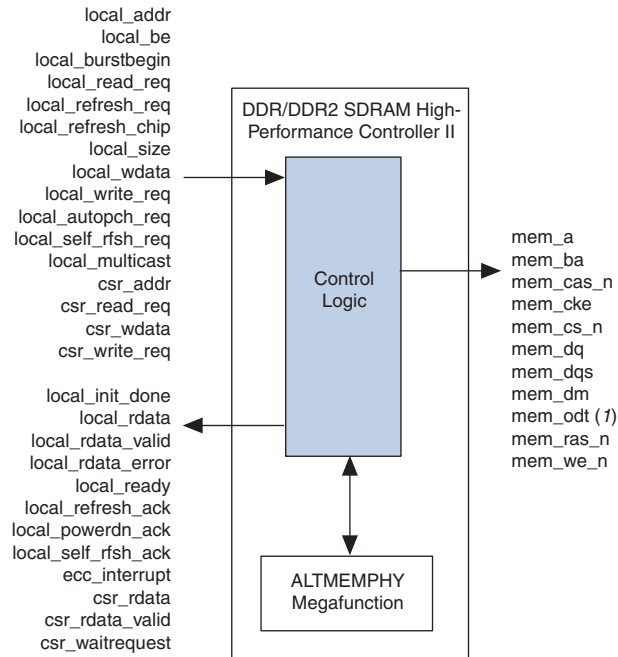 local_addr
local_be
local_burstbegin
local_read_req
local_refresh_req
local_refresh_chip
local_size
local_wdata
local_write_req
local_autopch_req
local_self_rfsh_req
local_multicast
csr_addr
csr_read_req
csr_wdata
csr_write_req
local_init_done
local_rdata
local_rdata_valid
local_rdata_error
local_ready
local_refresh_ack
local_powerdn_ack
local_self_rfsh_ack
ecc_interrupt
csr_rdata
csr_rdata_valid
csr_waitrequest
DDR/DDR2 SDRAM High-
Performance Controller II
Control
Logic
ALTMEMPHY
Megafunction
mem_a
mem_ba
mem_cas_n
mem_cke
mem_cs_n
mem_dq
mem_dqs
mem_dm
mem_odt (1)
mem_ras_n
mem_we_n